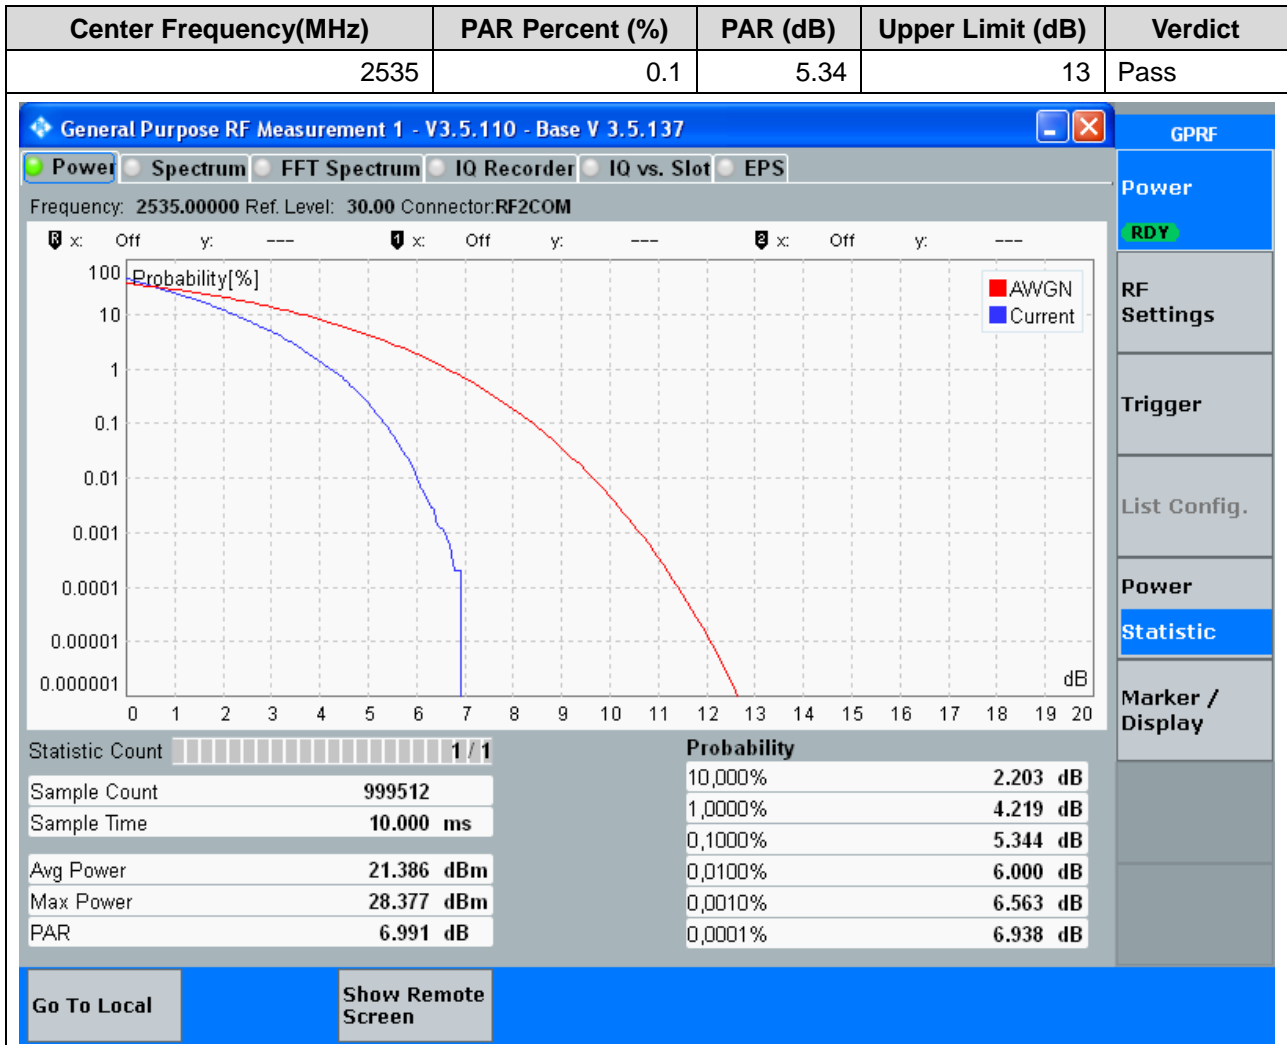 Center Frequency(MHz) PAR Percent (%) PAR (dB) Upper Limit (dB) Verdict
2535 0.1 5.34 13 Pass
General Purpose RF Measurement 1 - V3.5.110 - Base V 3.5.137
GPRF
Power Spectrum FFT Spectrum IQ Recorder IQ vs. Slot EPS
Power
RDY
Frequency: 2535.00000 Ref. Level: 30.00 Connector:RF2COM
R x: Off y: --- 1 x: Off y: --- 2 x: Off y: ---
Probability[%]
AWGN
Current
100
10
1
0.1
0.01
0.001
0.0001
0.00001
0.000001
dB
0 1 2 3 4 5 6 7 8 9 10 11 12 13 14 15 16 17 18 19 20
RF
Settings
Trigger
List Config.
Power
Statistic
Marker /
Display
Statistic Count 1 / 1
Sample Count 999512
Sample Time 10.000 ms
Avg Power 21.386 dBm
Max Power 28.377 dBm
PAR 6.991 dB
Probability
10,000% 2.203 dB
1,0000% 4.219 dB
0,1000% 5.344 dB
0,0100% 6.000 dB
0,0010% 6.563 dB
0,0001% 6.938 dB
Go To Local
Show Remote
Screen